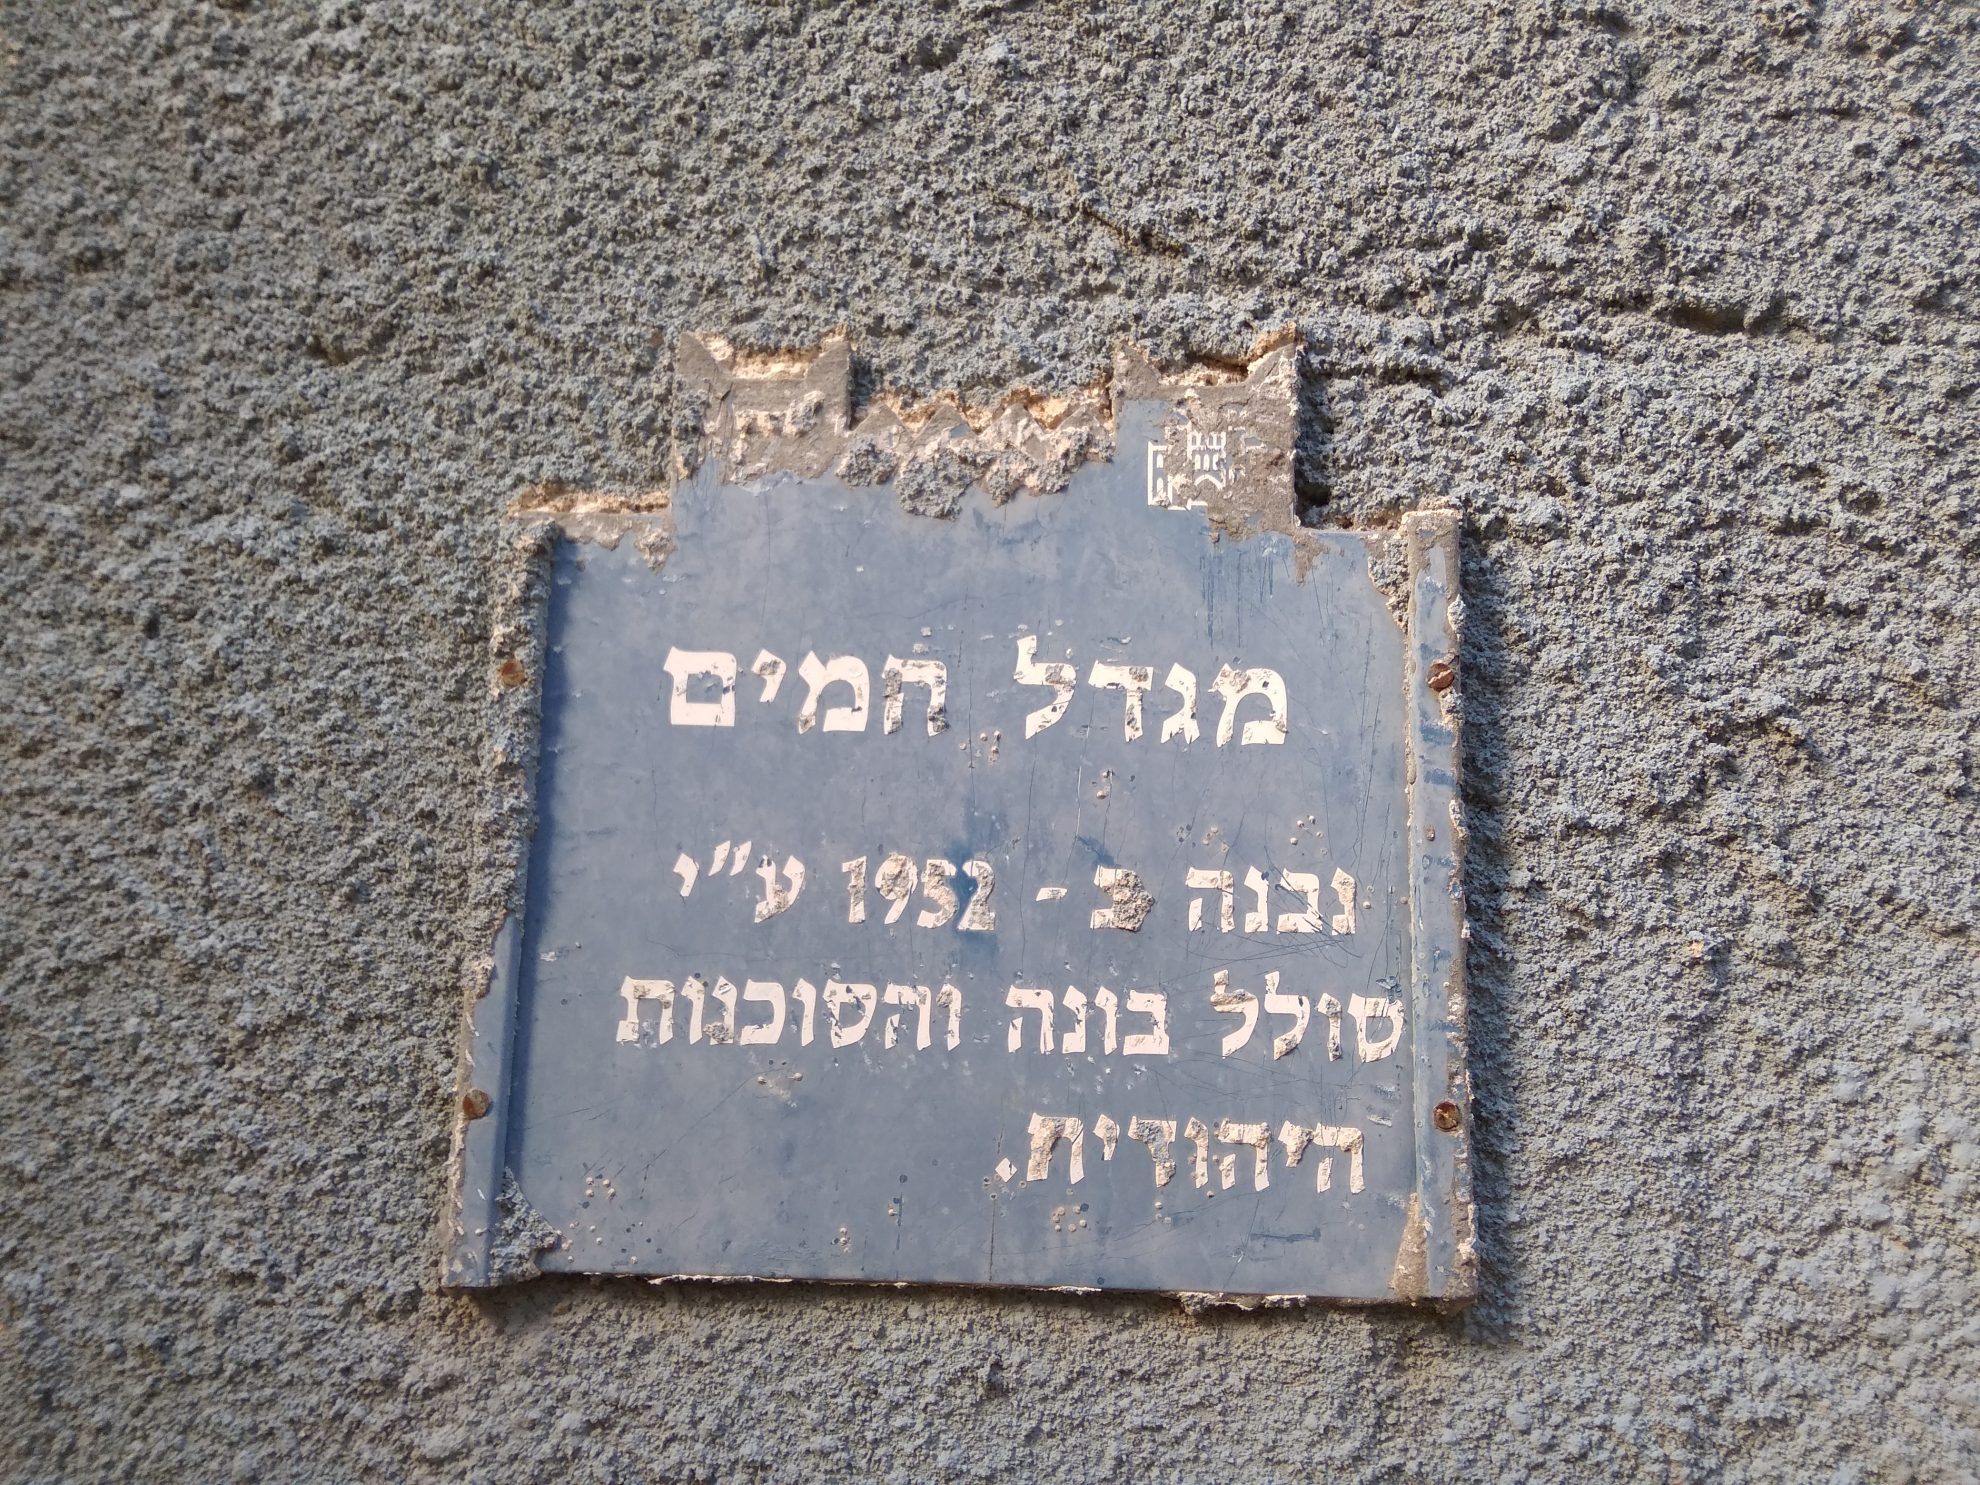 מגדל המים
נבנה ב - 1952 ע״י
סולל בונה והסוכנות
היהודית.